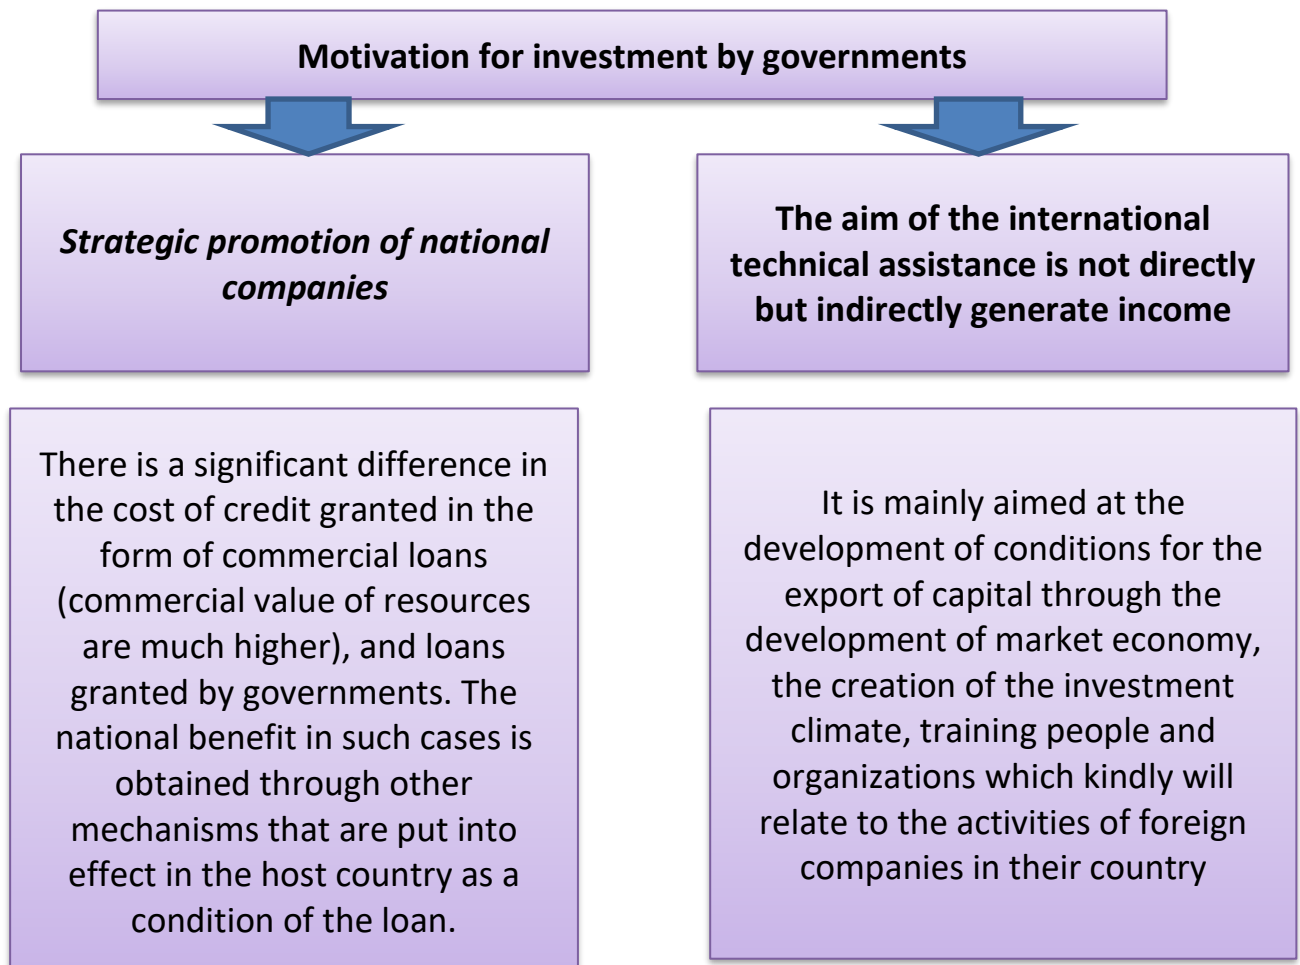 Motivation for investment by governments
Strategic promotion of national
companies
The aim of the international
technical assistance is not directly
but indirectly generate income
There is a significant difference in
the cost of credit granted in the
form of commercial loans
(commercial value of resources
are much higher), and loans
granted by governments. The
national benefit in such cases is
obtained through other
mechanisms that are put into
effect in the host country as a
condition of the loan.
It is mainly aimed at the
development of conditions for the
export of capital through the
development of market economy,
the creation of the investment
climate, training people and
organizations which kindly will
relate to the activities of foreign
companies in their country